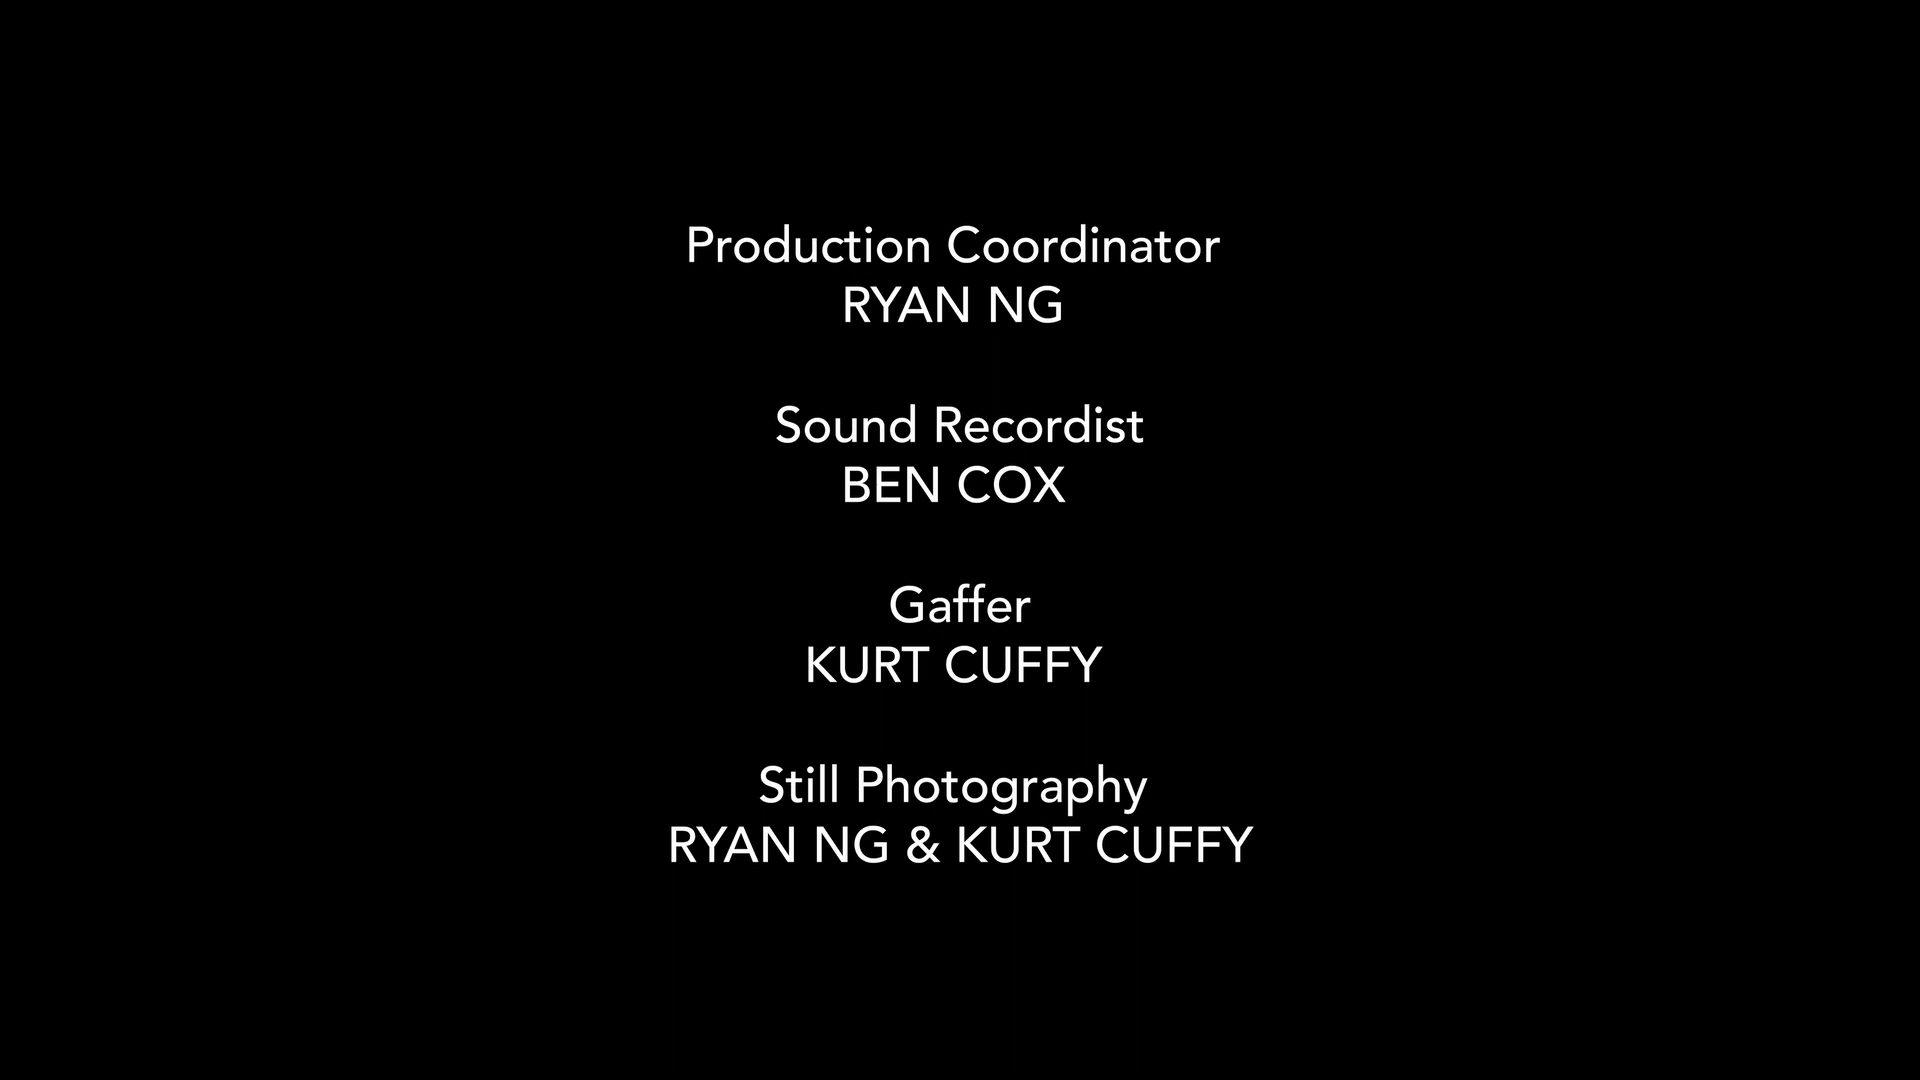 Production Coordinator
RYAN NG
Sound Recordist
BEN COX
Gaffer
KURT CUFFY
Still Photography
RYAN NG & KURT CUFFY